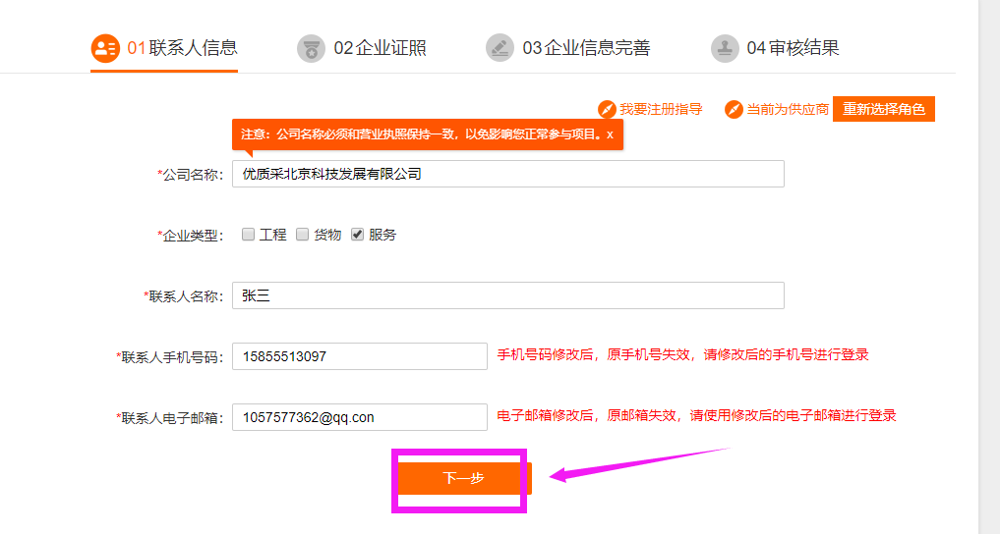 01联系人信息 02企业证照 03企业信息完善 04审核结果
我要注册指导 当前为供应商 重新选择角色
注意：公司名称必须和营业执照保持一致，以免影响您正常参与项目。x
*公司名称： 优质采北京科技发展有限公司
*企业类型： 工程 货物 服务
*联系人名称： 张三
*联系人手机号码： 15855513097 手机号码修改后，原手机号失效，请修改后的手机号进行登录
*联系人电子邮箱： 1057577362@qq.con 电子邮箱修改后，原邮箱失效，请使用修改后的电子邮箱进行登录
下一步